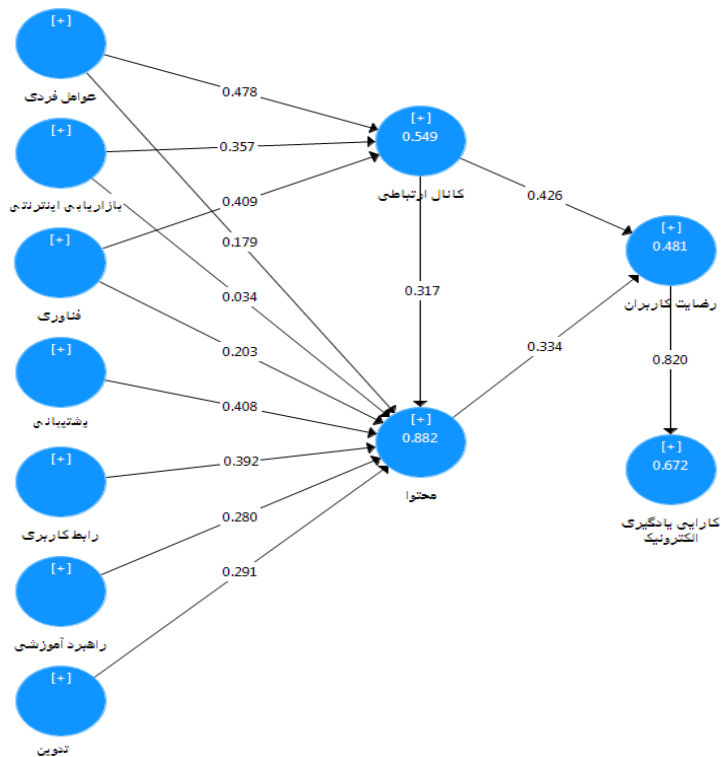 [+]
عوامل فردی
[+]
بازاریابی اینترنتی
[+]
فناوری
[+]
پشتیبانی
[+]
رابط کاربری
[+]
راهبرد آموزشی
[+]
تدوین
0.478
0.357
0.409
0.179
0.034
0.203
0.408
0.392
0.280
0.291
[+]
0.549
کانال ارتباطی
0.317
[+]
0.882
محتوا
0.426
0.334
[+]
0.481
رضایت کاربران
0.820
[+]
0.672
کارایی یادگیری
الکترونیک